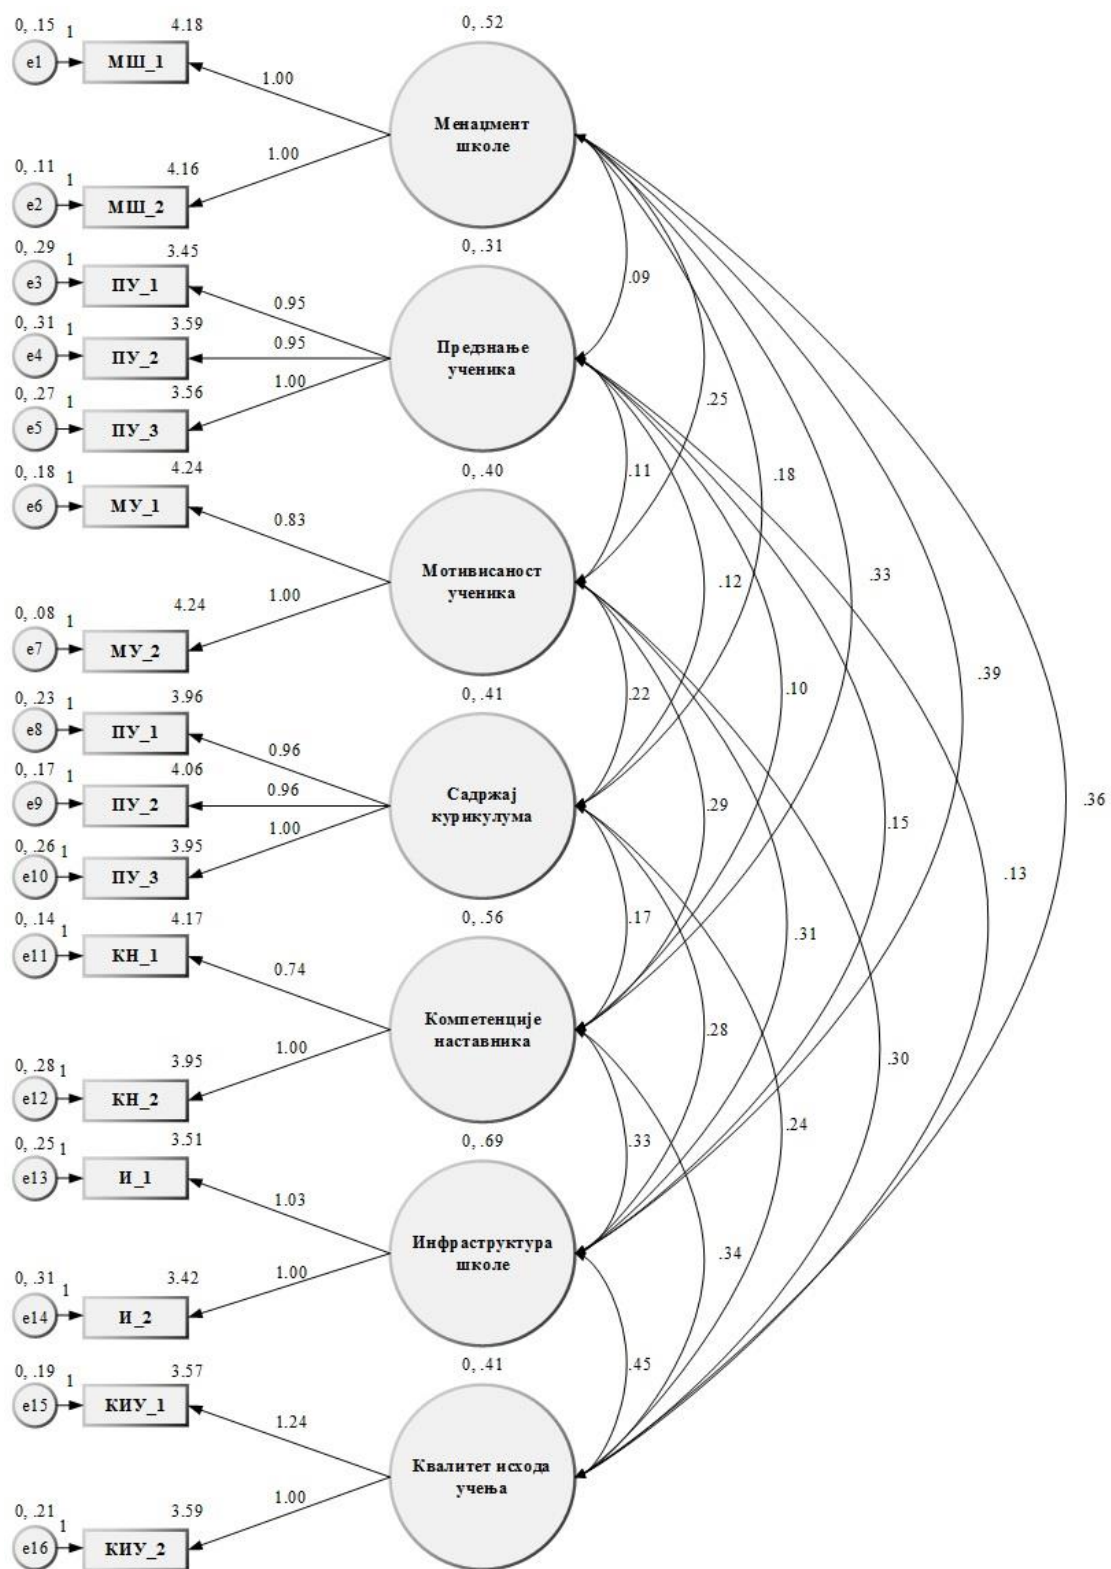 0, .15
1
4.18
e1
МШ_1
1.00
0, .52
Менаџмент
школе
0, .11
1
4.16
e2
МШ_2
1.00
0, .29
1
3.45
e3
ПУ_1
0.95
0, .31
Предзнање
ученика
0, .31
1
3.59
e4
ПУ_2
0.95
0, .27
1
3.56
e5
ПУ_3
1.00
0, .18
1
4.24
e6
МУ_1
0.83
0, .40
Мотивисаност
ученика
0, .08
1
4.24
e7
МУ_2
1.00
0, .23
1
3.96
e8
ПУ_1
0.96
0, .41
Садржај
курикулума
0, .17
1
4.06
e9
ПУ_2
0.96
0, .26
1
3.95
e10
ПУ_3
1.00
0, .14
1
4.17
e11
КН_1
0.74
0, .56
Компетенције
наставника
0, .28
1
3.95
e12
КН_2
1.00
0, .25
1
3.51
e13
И_1
1.03
0, .69
Инфраструктура
школе
0, .31
1
3.42
e14
И_2
1.00
0, .19
1
3.57
e15
КИУ_1
1.24
0, .41
Квалитет исхода
учења
0, .21
1
3.59
e16
КИУ_2
1.00
.09
.25
.11
.18
.12
.33
.22
.10
.39
.29
.15
.36
.13
.17
.31
.28
.30
.24
.33
.34
.45